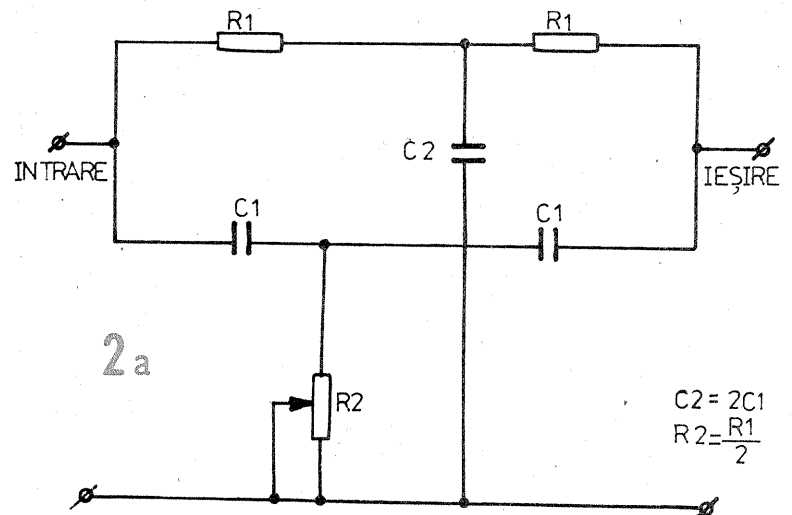 R1
R1
C2
INTRARE
IEȘIRE
C1
C1
2a
R2
C2 = 2C1
R2 = R1
2